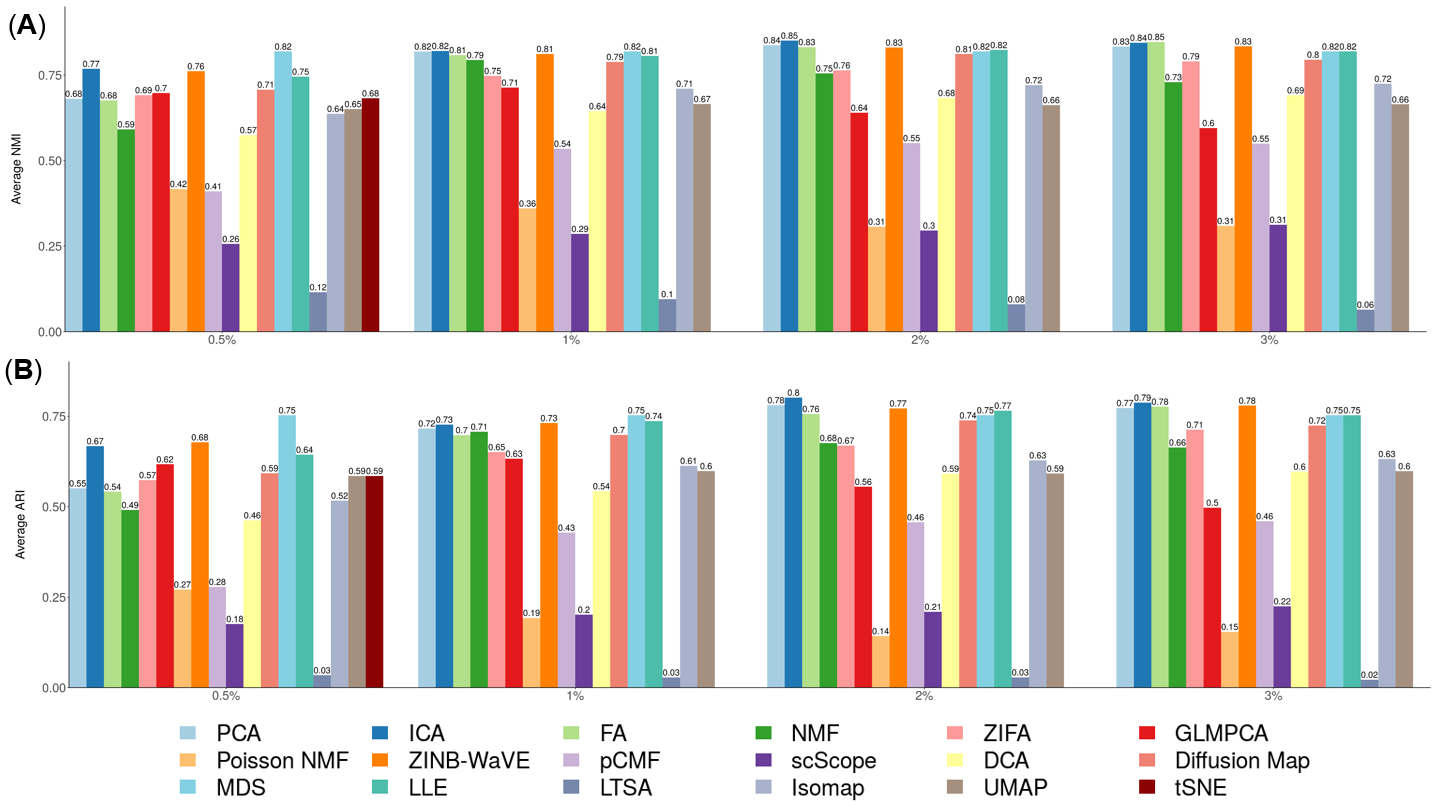 (A)
Average NMI
0.75
0.50
0.25
0.00
0.68 0.77 0.68 0.59 0.69 0.7 0.42 0.76 0.41 0.26 0.57 0.71 0.82 0.75 0.12 0.64 0.65 0.68
0.82 0.82 0.81 0.79 0.75 0.71 0.36 0.81 0.54 0.29 0.64 0.79 0.82 0.81 0.1 0.71 0.67
0.84 0.85 0.83 0.75 0.76 0.64 0.31 0.83 0.55 0.3 0.68 0.81 0.82 0.82 0.08 0.72 0.66
0.83 0.84 0.85 0.73 0.79 0.6 0.31 0.83 0.55 0.31 0.69 0.8 0.82 0.82 0.06 0.72 0.66
0.5% 1% 2% 3%
(B)
Average ARI
0.75
0.50
0.25
0.00
0.55 0.67 0.54 0.49 0.57 0.62 0.27 0.68 0.28 0.18 0.46 0.59 0.75 0.64 0.03 0.52 0.59 0.59
0.72 0.73 0.7 0.71 0.65 0.63 0.19 0.73 0.43 0.2 0.54 0.7 0.75 0.74 0.03 0.61 0.6
0.78 0.8 0.76 0.68 0.67 0.56 0.14 0.77 0.46 0.21 0.59 0.74 0.75 0.77 0.03 0.63 0.59
0.77 0.79 0.78 0.66 0.71 0.5 0.15 0.78 0.46 0.22 0.6 0.72 0.75 0.75 0.02 0.63 0.6
0.5% 1% 2% 3%
PCA ICA FA NMF ZIFA GLMPCA
Poisson NMF ZINB-WaVE pCMF scScope DCA Diffusion Map
MDS LLE LTSA Isomap UMAP tSNE